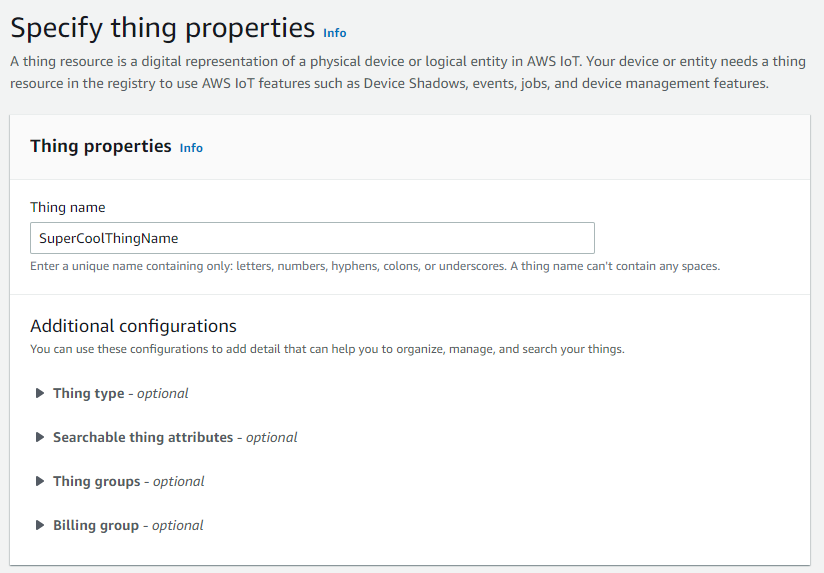 Specify thing properties Info
A thing resource is a digital representation of a physical device or logical entity in AWS IoT. Your device or entity needs a thing
resource in the registry to use AWS IoT features such as Device Shadows, events, jobs, and device management features.
Thing properties Info
Thing name
SuperCoolThingName
Enter a unique name containing only: letters, numbers, hyphens, colons, or underscores. A thing name can't contain any spaces.
Additional configurations
You can use these configurations to add detail that can help you to organize, manage, and search your things.
Thing type - optional
Searchable thing attributes - optional
Thing groups - optional
Billing group - optional